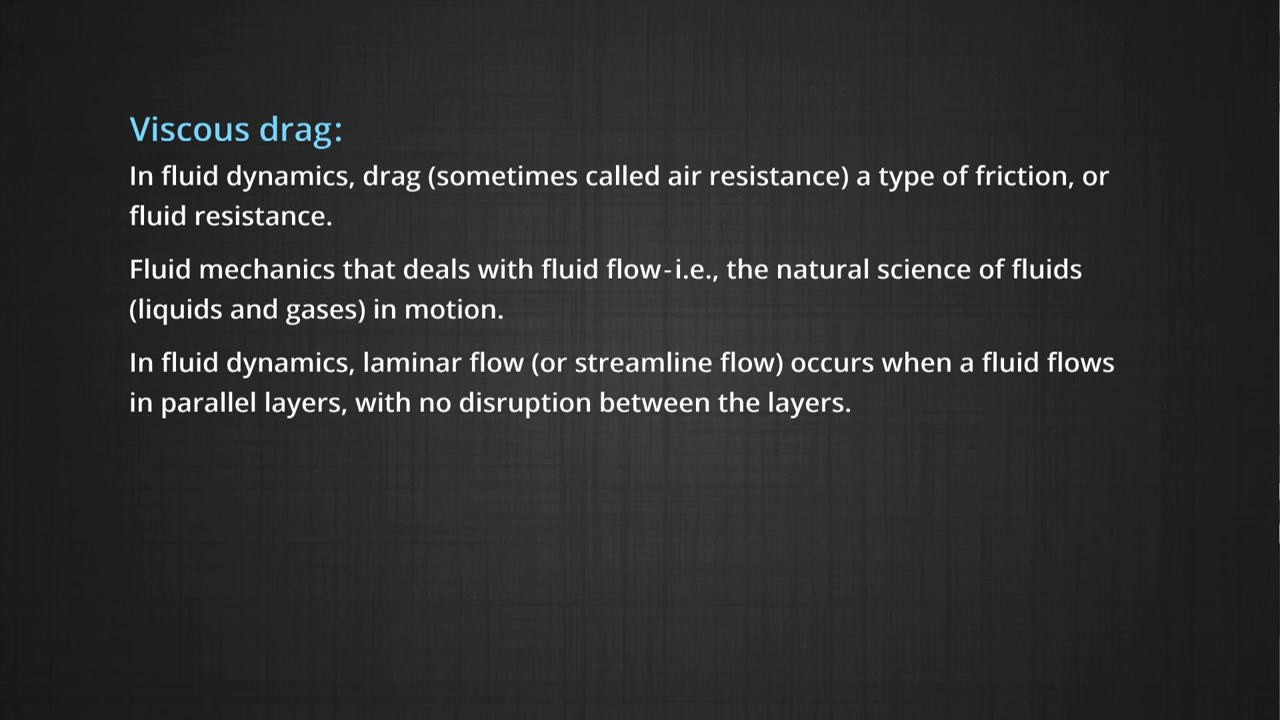 Viscous drag:
In fluid dynamics, drag (sometimes called air resistance) a type of friction, or
fluid resistance.
Fluid mechanics that deals with fluid flow-i.e., the natural science of fluids
(liquids and gases) in motion.
In fluid dynamics, laminar flow (or streamline flow) occurs when a fluid flows
in parallel layers, with no disruption between the layers.